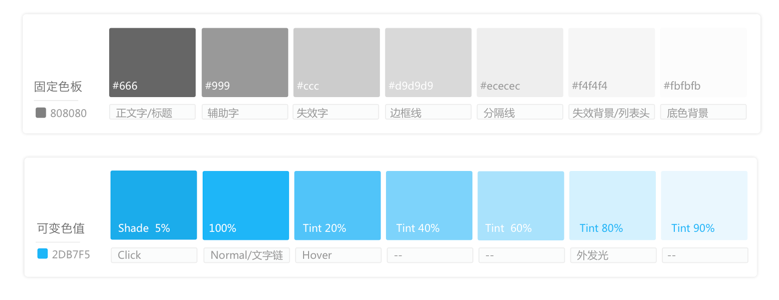 #666 #999 #ccc #d9d9d9 #ececec #f4f4f4 #fbfbfb
固定色板
808080 正文字/标题 辅助字 失效字 边框线 分隔线 失效背景/列表头 底色背景
Shade 5% 100% Tint 20% Tint 40% Tint 60% Tint 80% Tint 90%
可变色值
2DB7F5 Click Normal/文字链 Hover -- -- 外发光 --